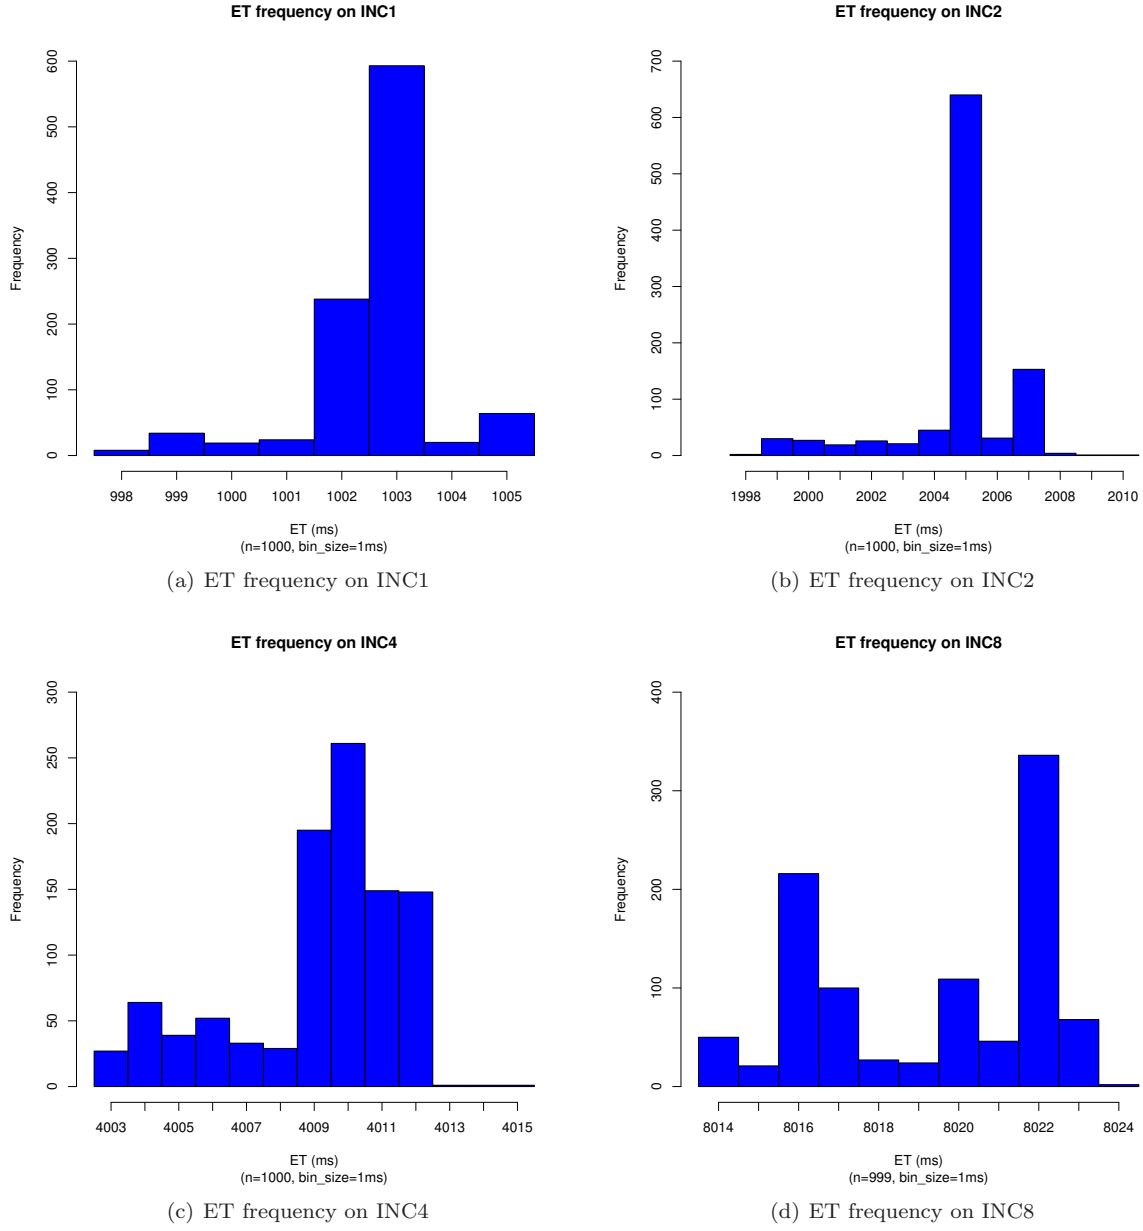 ET frequency on INC1
600
500
400
300
200
100
0
Frequency
998 999 1000 1001 1002 1003 1004 1005
ET (ms)
(n=1000, bin_size=1ms)
(a) ET frequency on INC1
ET frequency on INC2
700
600
500
400
300
200
100
0
Frequency
1998 2000 2002 2004 2006 2008 2010
ET (ms)
(n=1000, bin_size=1ms)
(b) ET frequency on INC2
ET frequency on INC4
300
250
200
150
100
50
0
Frequency
4003 4005 4007 4009 4011 4013 4015
ET (ms)
(n=1000, bin_size=1ms)
(c) ET frequency on INC4
ET frequency on INC8
400
300
200
100
0
Frequency
8014 8016 8018 8020 8022 8024
ET (ms)
(n=999, bin_size=1ms)
(d) ET frequency on INC8